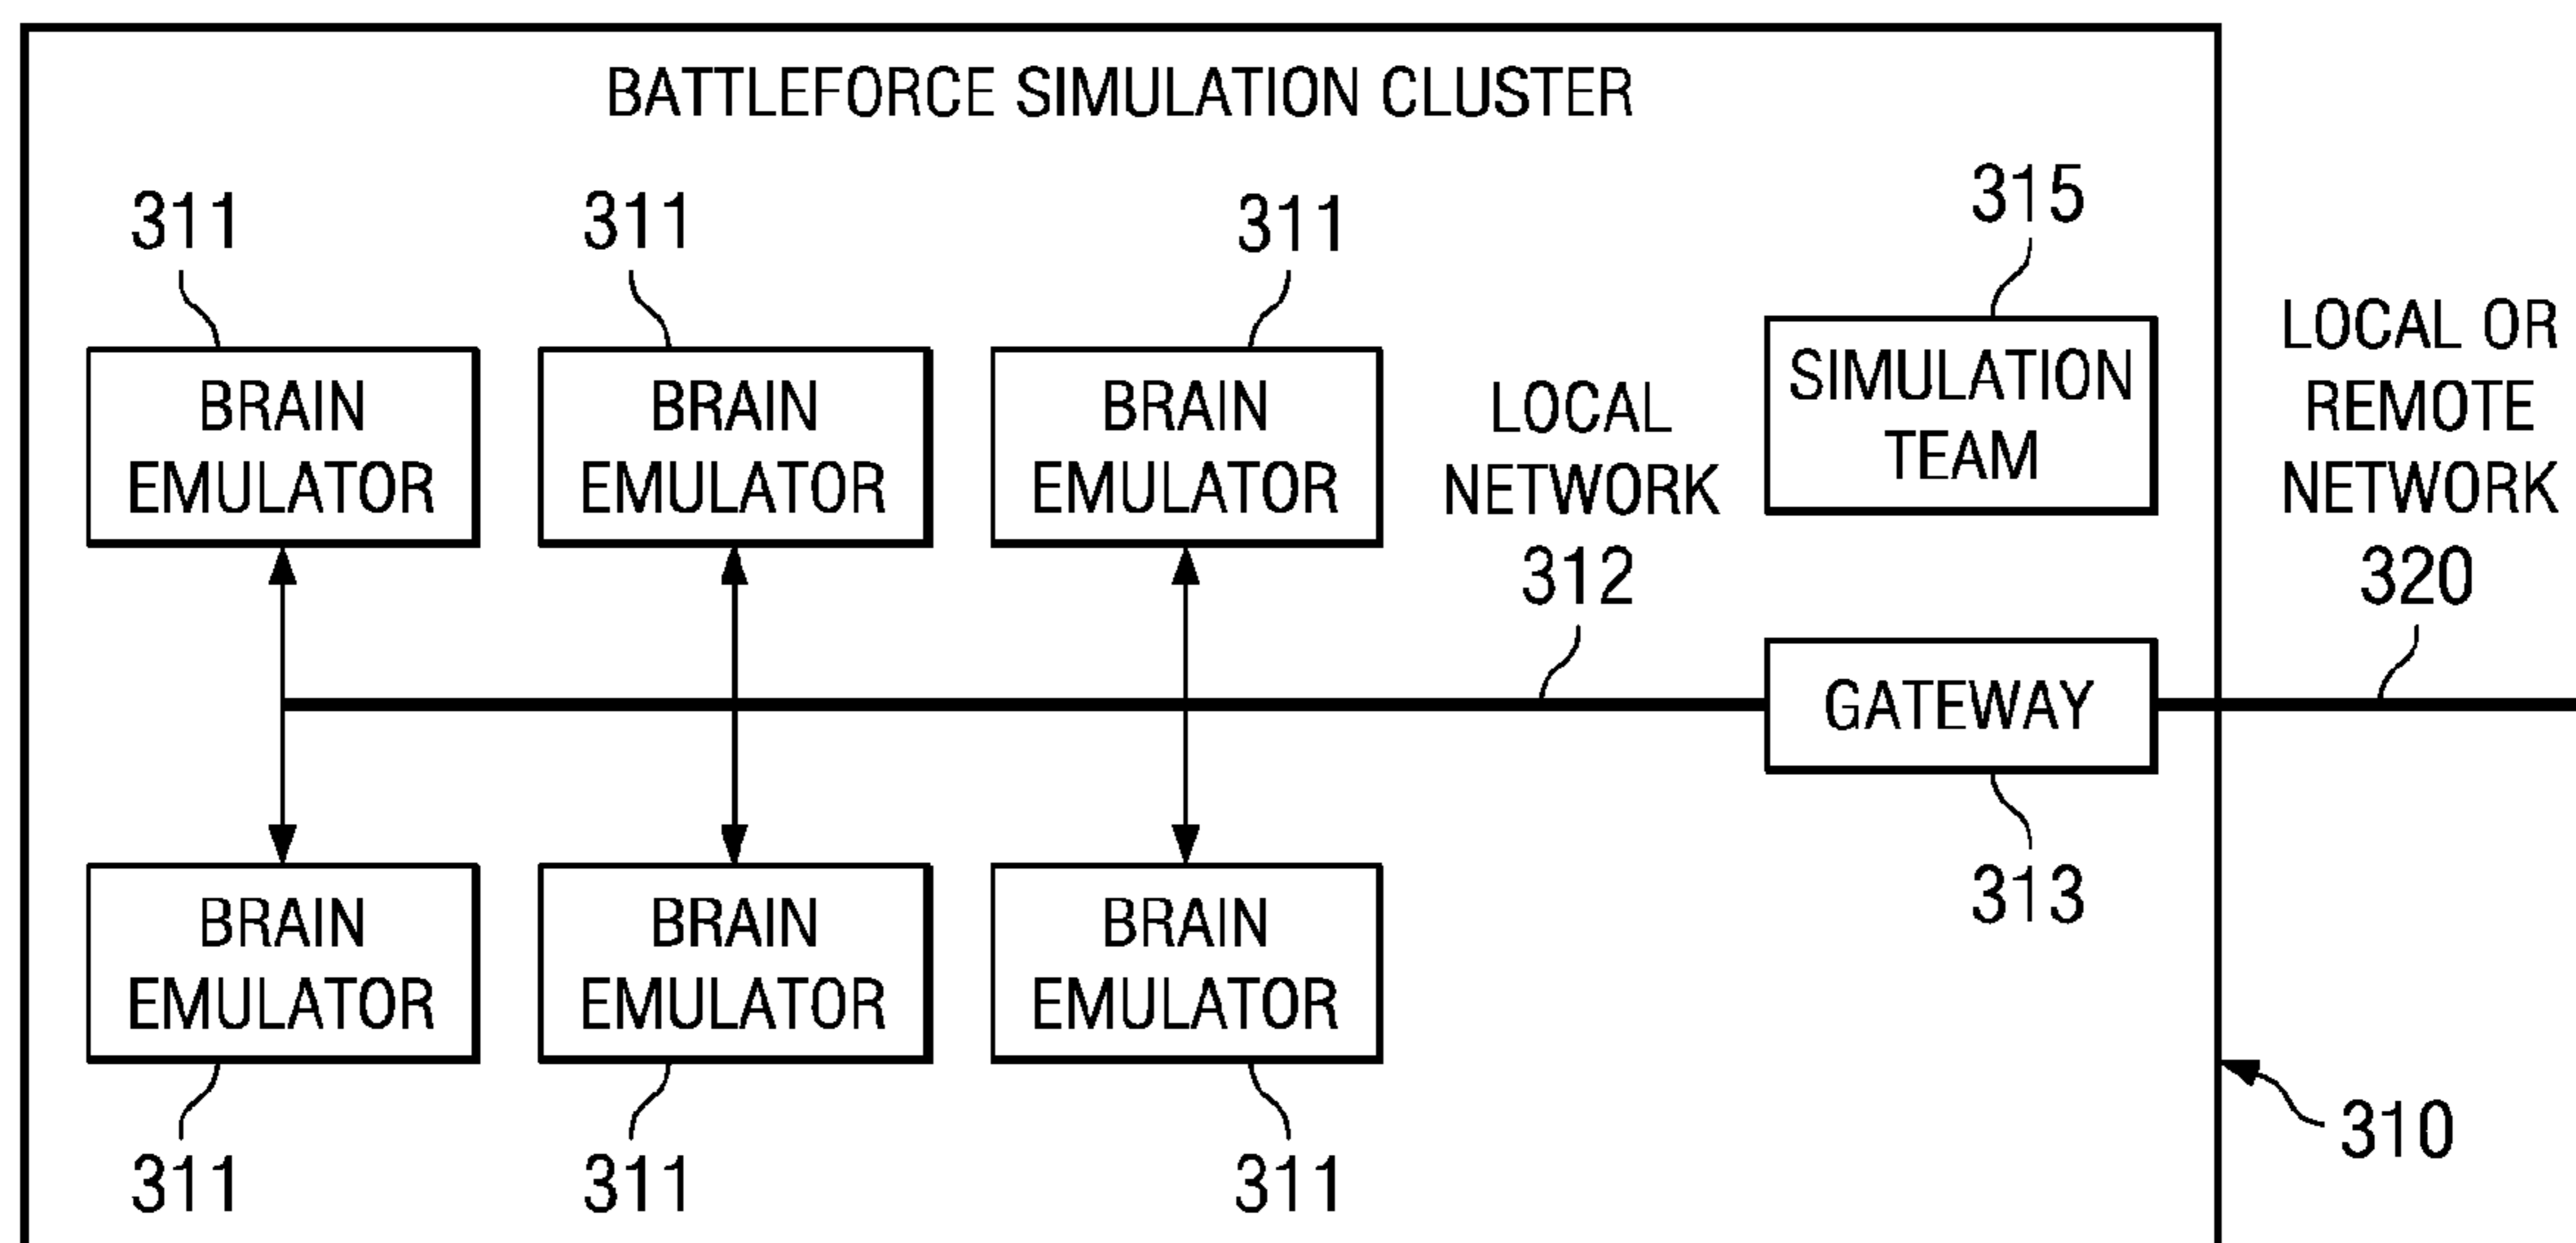 BATTLEFORCE SIMULATION CLUSTER
311
311
311
315
BRAIN
EMULATOR
BRAIN
EMULATOR
BRAIN
EMULATOR
LOCAL
NETWORK
312
SIMULATION
TEAM
LOCAL OR
REMOTE
NETWORK
320
GATEWAY
313
BRAIN
EMULATOR
BRAIN
EMULATOR
BRAIN
EMULATOR
311
311
311
310